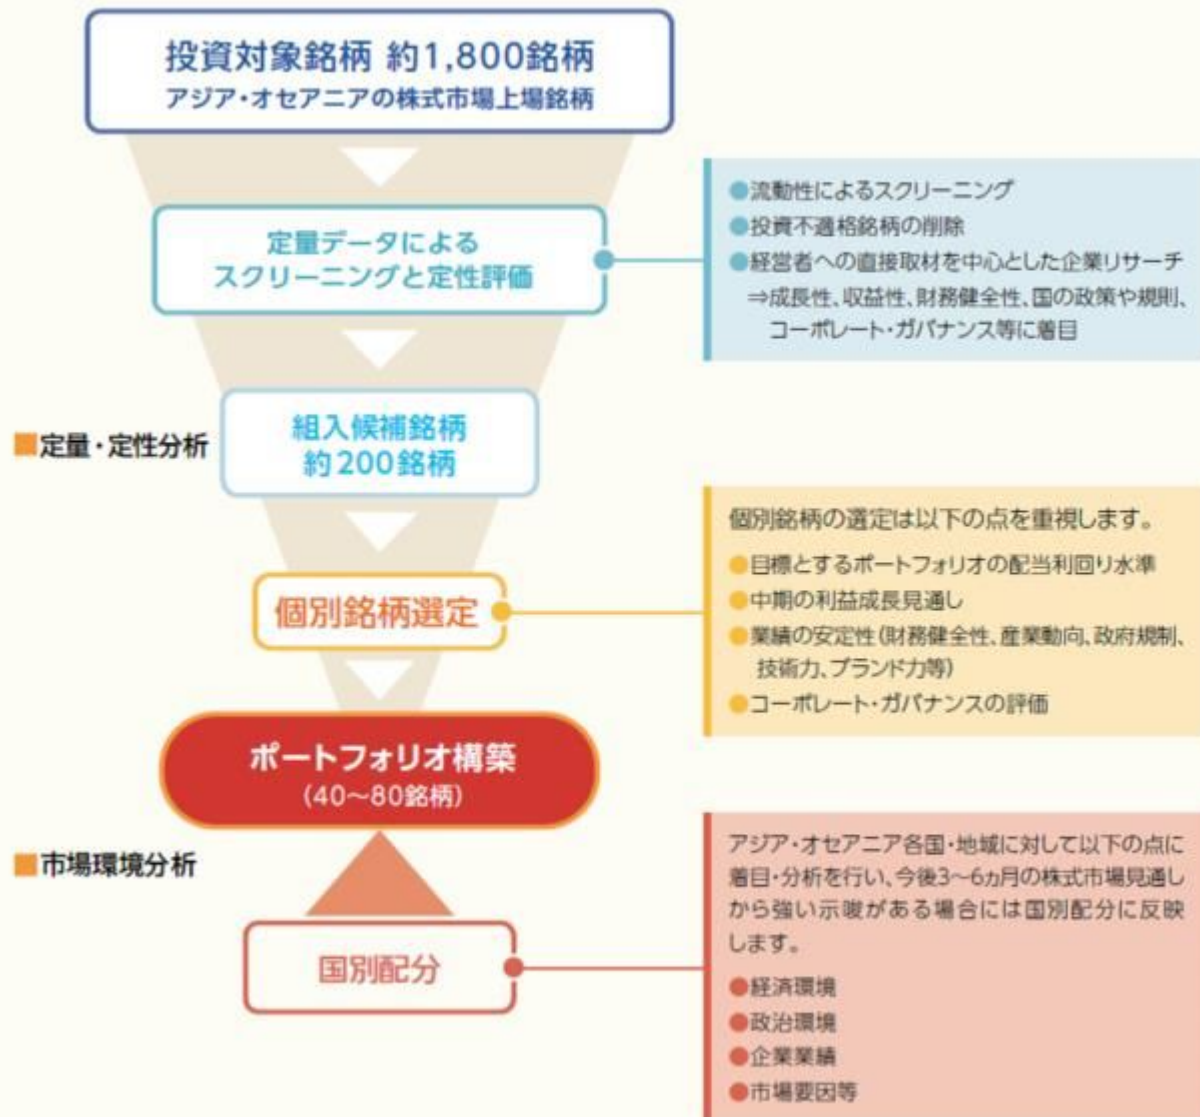 投資対象銘柄 約1,800銘柄
アジア・オセアニアの株式市場上場銘柄
定量データによる
スクリーニングと定性評価
●流動性によるスクリーニング
●投資不適格銘柄の削除
●経営者への直接取材を中心とした企業リサーチ
⇒成長性、収益性、財務健全性、国の政策や規則、
コーポレート・ガバナンス等に着目
■定量・定性分析
組入候補銘柄
約200銘柄
個別銘柄選定
個別銘柄の選定は以下の点を重視します。
●目標とするポートフォリオの配当利回り水準
●中期の利益成長見通し
●業績の安定性(財務健全性、産業動向、政府規制、
技術力、ブランド力等)
●コーポレート・ガバナンスの評価
ポートフォリオ構築
(40〜80銘柄)
■市場環境分析
国別配分
アジア・オセアニア各国・地域に対して以下の点に
着目・分析を行い、今後3〜6ヵ月の株式市場見通し
から強い示唆がある場合には国別配分に反映
します。
●経済環境
●政治環境
●企業業績
●市場要因等